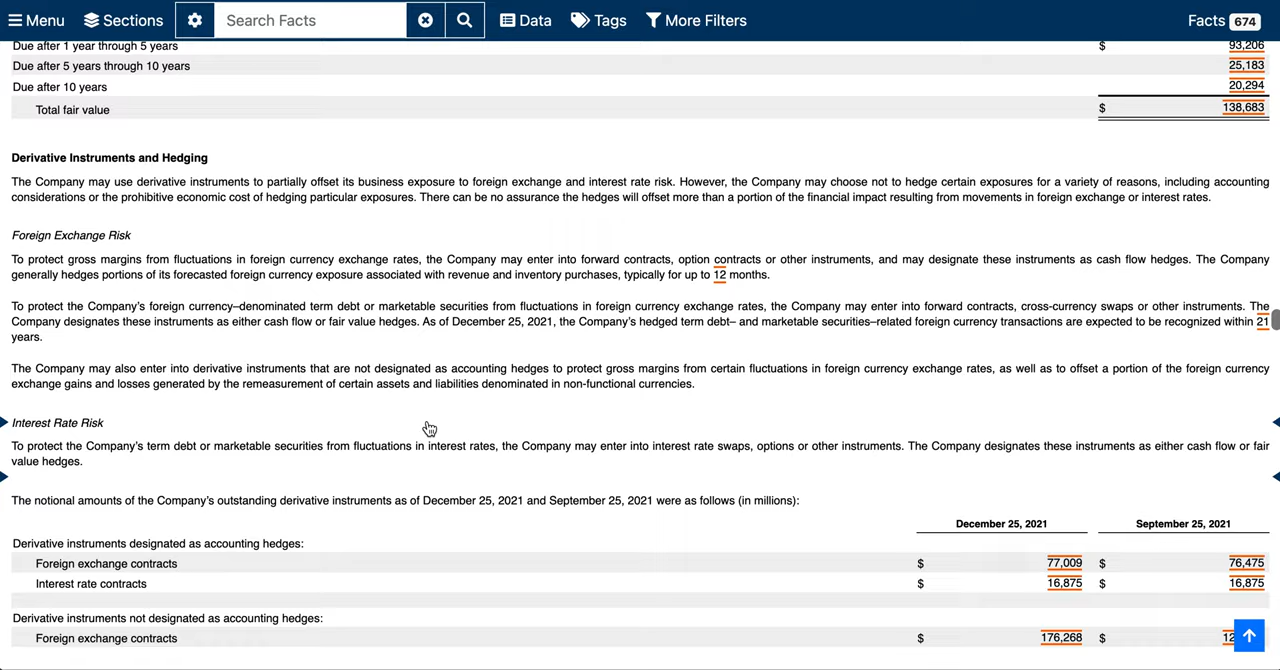 Menu Sections Search Facts Data Tags More Filters Facts 674
Due after 1 year through 5 years $ 93,206
Due after 5 years through 10 years 25,183
Due after 10 years 20,294
Total fair value $ 138,683
Derivative Instruments and Hedging
The Company may use derivative instruments to partially offset its business exposure to foreign exchange and interest rate risk. However, the Company may choose not to hedge certain exposures for a variety of reasons, including accounting
considerations or the prohibitive economic cost of hedging particular exposures. There can be no assurance the hedges will offset more than a portion of the financial impact resulting from movements in foreign exchange or interest rates.
Foreign Exchange Risk
To protect gross margins from fluctuations in foreign currency exchange rates, the Company may enter into forward contracts, option contracts or other instruments, and may designate these instruments as cash flow hedges. The Company
generally hedges portions of its forecasted foreign currency exposure associated with revenue and inventory purchases, typically for up to 12 months.
To protect the Company's foreign currency–denominated term debt or marketable securities from fluctuations in foreign currency exchange rates, the Company may enter into forward contracts, cross-currency swaps or other instruments. The
Company designates these instruments as either cash flow or fair value hedges. As of December 25, 2021, the Company's hedged term debt– and marketable securities–related foreign currency transactions are expected to be recognized within 21
years.
The Company may also enter into derivative instruments that are not designated as accounting hedges to protect gross margins from certain fluctuations in foreign currency exchange rates, as well as to offset a portion of the foreign currency
exchange gains and losses generated by the remeasurement of certain assets and liabilities denominated in non-functional currencies.
Interest Rate Risk
To protect the Company's term debt or marketable securities from fluctuations in interest rates, the Company may enter into interest rate swaps, options or other instruments. The Company designates these instruments as either cash flow or fair
value hedges.
The notional amounts of the Company's outstanding derivative instruments as of December 25, 2021 and September 25, 2021 were as follows (in millions):
December 25, 2021 September 25, 2021
Derivative instruments designated as accounting hedges:
Foreign exchange contracts $ 77,009 $ 76,475
Interest rate contracts $ 16,875 $ 16,875
Derivative instruments not designated as accounting hedges:
Foreign exchange contracts $ 176,268 $